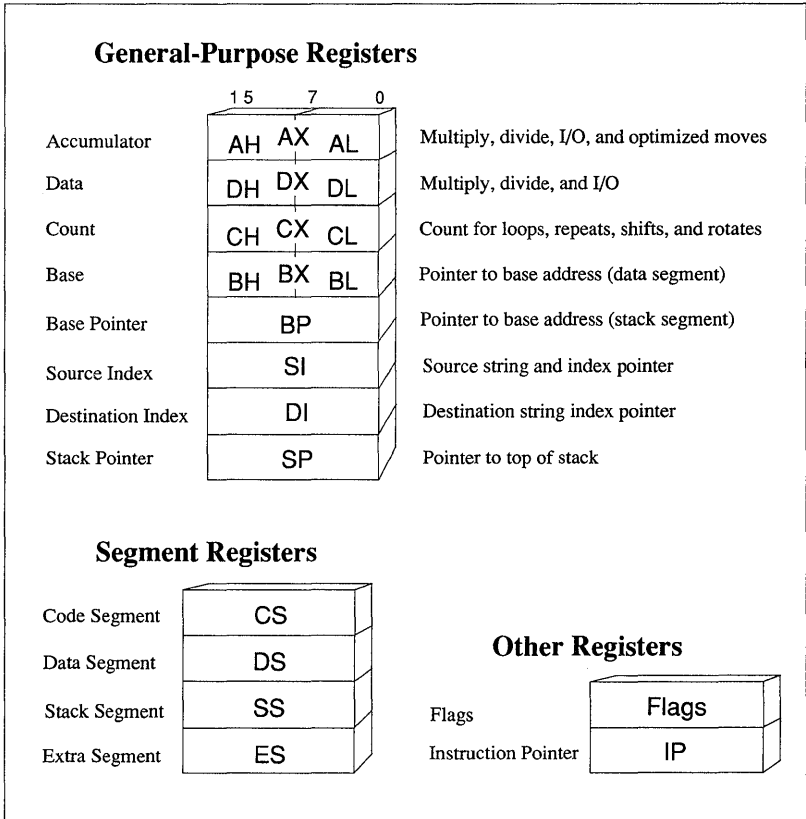 General-Purpose Registers
15 7 0
Accumulator AH AX AL Multiply, divide, I/O, and optimized moves
Data DH DX DL Multiply, divide, and I/O
Count CH CX CL Count for loops, repeats, shifts, and rotates
Base BH BX BL Pointer to base address (data segment)
Base Pointer BP Pointer to base address (stack segment)
Source Index SI Source string and index pointer
Destination Index DI Destination string index pointer
Stack Pointer SP Pointer to top of stack
Segment Registers
Code Segment CS
Data Segment DS
Stack Segment SS
Extra Segment ES
Other Registers
Flags Flags
Instruction Pointer IP